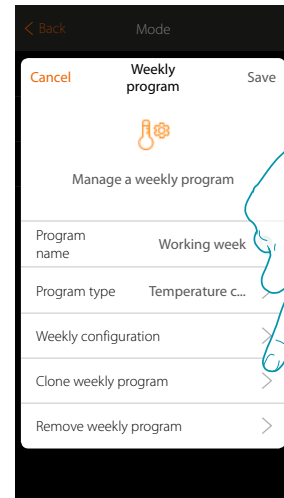 < Back Mode
Cancel Weekly program Save
Manage a weekly program
Program name Working week
Program type Temperature c... >
Weekly configuration >
Clone weekly program >
Remove weekly program >